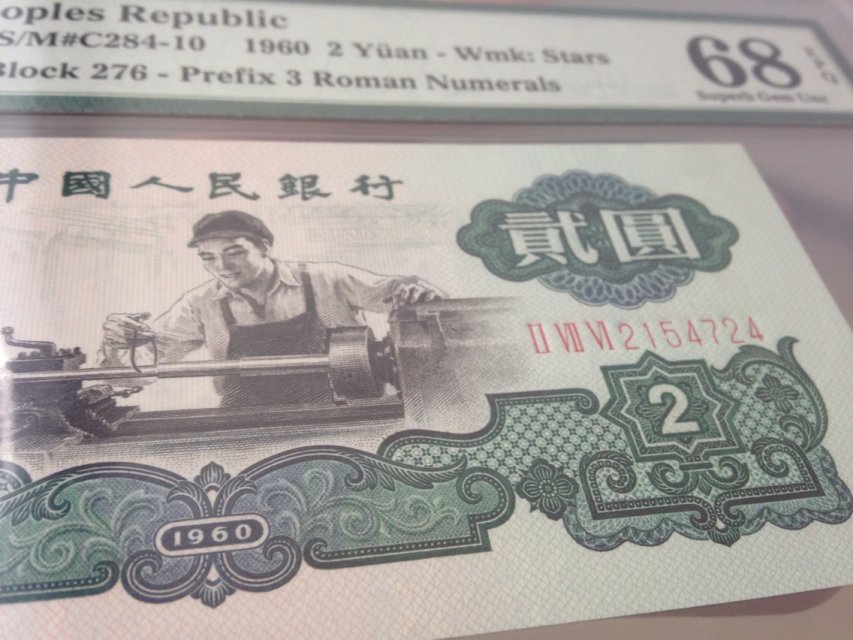 oples Republic
S/M#C284-10 1960 2 Yüan - Wmk: Stars
Block 276 - Prefix 3 Roman Numerals
68 EPQ
Superb Gem Unc
中國人民銀行
貳圓
II VII VI 2154724
2
1960